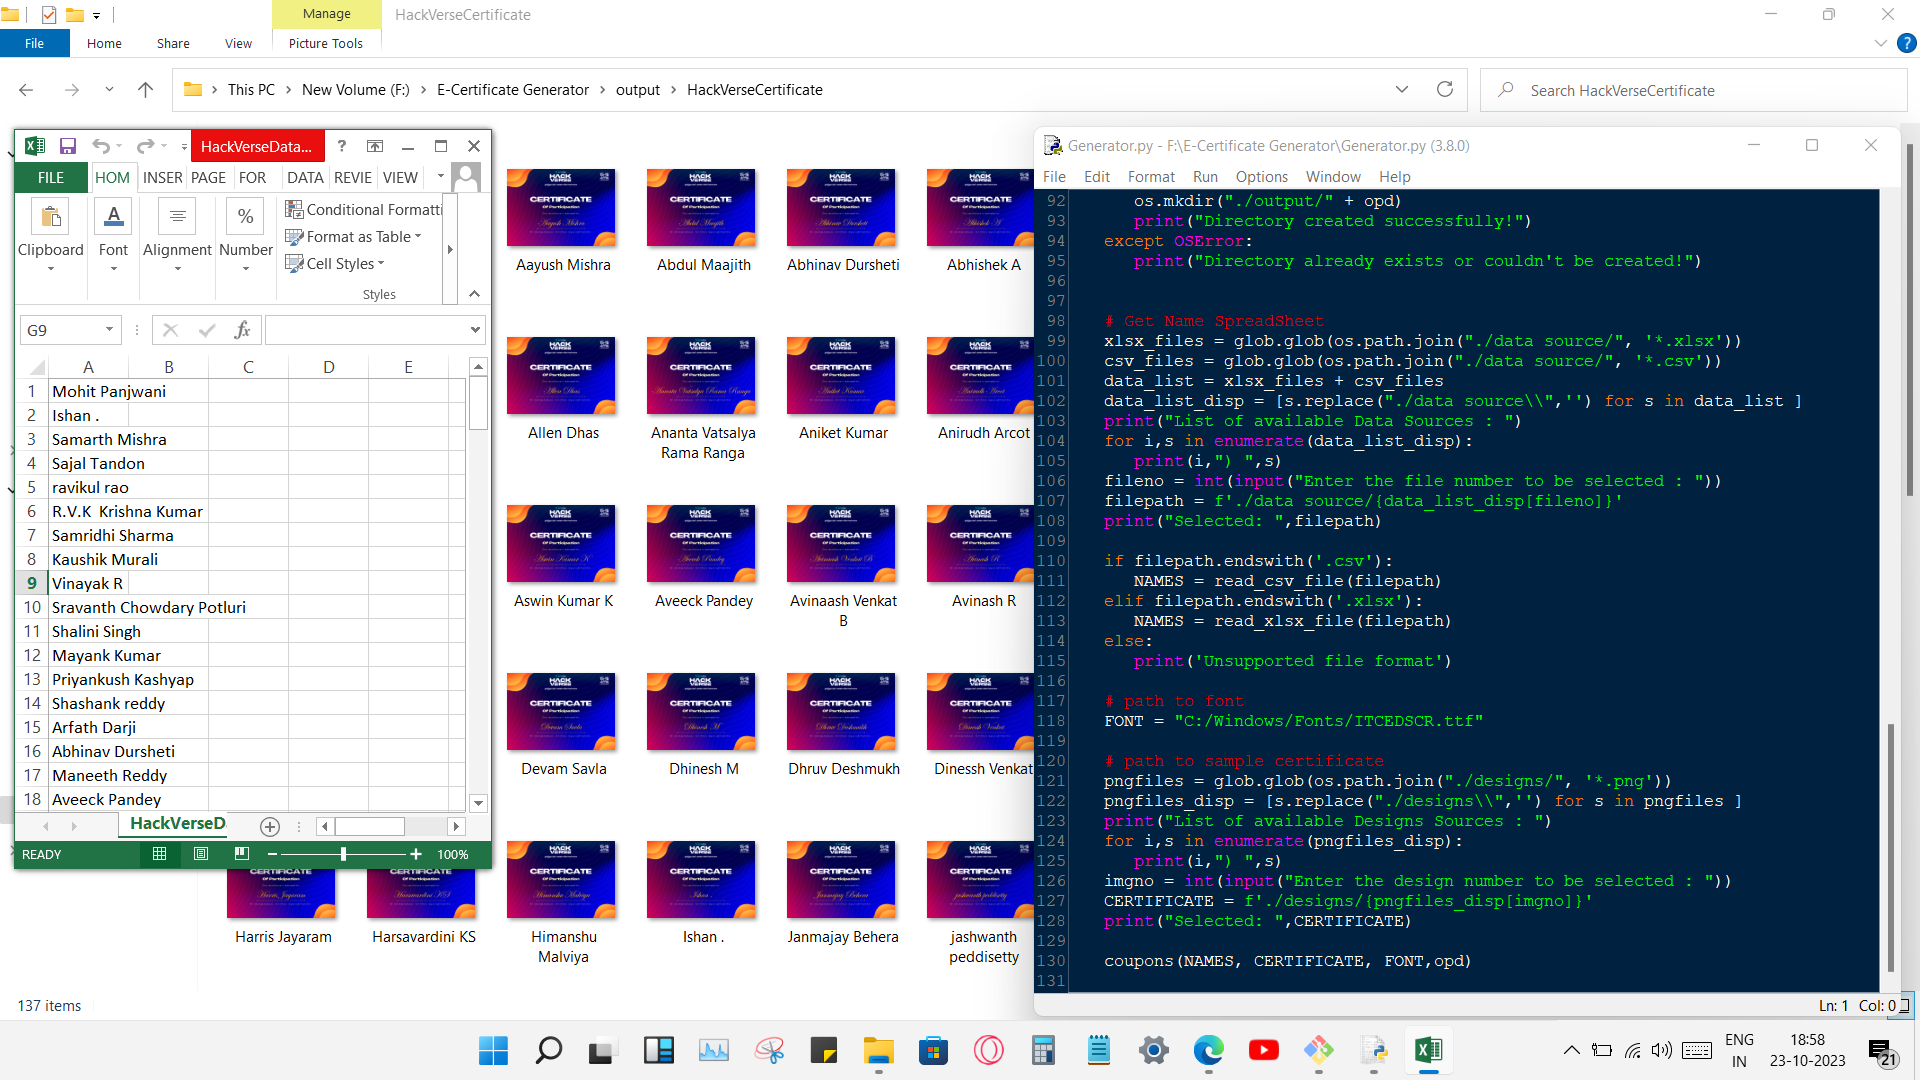 Manage
HackVerseCertificate
File
Home
Share
View
Picture Tools
This PC
New Volume (F:)
E-Certificate Generator
output
HackVerseCertificate
Search HackVerseCertificate
HackVerseData...
FILE
HOM
INSER
PAGE
FOR
DATA
REVIE
VIEW
Clipboard
Font
Alignment
Number
Conditional Formatti
Format as Table
Cell Styles
Styles
G9
A B C D E
1 Mohit Panjwani
2 Ishan .
3 Samarth Mishra
4 Sajal Tandon
5 ravikul rao
6 R.V.K  Krishna Kumar
7 Samridhi Sharma
8 Kaushik Murali
9 Vinayak R
10 Sravanth Chowdary Potluri
11 Shalini Singh
12 Mayank Kumar
13 Priyankush Kashyap
14 Shashank reddy
15 Arfath Darji
16 Abhinav Dursheti
17 Maneeth Reddy
18 Aveeck Pandey
HackVerseD
READY
100%
Aayush Mishra
Abdul Maajith
Abhinav Dursheti
Abhishek A
Allen Dhas
Ananta Vatsalya
Rama Ranga
Aniket Kumar
Anirudh Arcot
Aswin Kumar K
Aveeck Pandey
Avinaash Venkat
B
Avinash R
Devam Savla
Dhinesh M
Dhruv Deshmukh
Dinessh Venkat
Harris Jayaram
Harsavardini KS
Himanshu
Malviya
Ishan .
Janmajay Behera
jashwanth
peddisetty
137 items
Generator.py - F:\E-Certificate Generator\Generator.py (3.8.0)
File Edit Format Run Options Window Help
92 os.mkdir("./output/" + opd)
93 print("Directory created successfully!")
94 except OSError:
95 print("Directory already exists or couldn't be created!")
96
97
98 # Get Name SpreadSheet
99 xlsx_files = glob.glob(os.path.join("./data source/", '*.xlsx'))
100 csv_files = glob.glob(os.path.join("./data source/", '*.csv'))
101 data_list = xlsx_files + csv_files
102 data_list_disp = [s.replace("./data source\\",'') for s in data_list ]
103 print("List of available Data Sources : ")
104 for i,s in enumerate(data_list_disp):
105 print(i,") ",s)
106 fileno = int(input("Enter the file number to be selected : "))
107 filepath = f'./data source/{data_list_disp[fileno]}'
108 print("Selected: ",filepath)
109
110 if filepath.endswith('.csv'):
111 NAMES = read_csv_file(filepath)
112 elif filepath.endswith('.xlsx'):
113 NAMES = read_xlsx_file(filepath)
114 else:
115 print('Unsupported file format')
116
117 # path to font
118 FONT = "C:/Windows/Fonts/ITCEDSCR.ttf"
119
120 # path to sample certificate
121 pngfiles = glob.glob(os.path.join("./designs/", '*.png'))
122 pngfiles_disp = [s.replace("./designs\\",'') for s in pngfiles ]
123 print("List of available Designs Sources : ")
124 for i,s in enumerate(pngfiles_disp):
125 print(i,") ",s)
126 imgno = int(input("Enter the design number to be selected : "))
127 CERTIFICATE = f'./designs/{pngfiles_disp[imgno]}'
128 print("Selected: ",CERTIFICATE)
129
130 coupons(NAMES, CERTIFICATE, FONT,opd)
131
Ln: 1 Col: 0
ENG
IN
18:58
23-10-2023
21